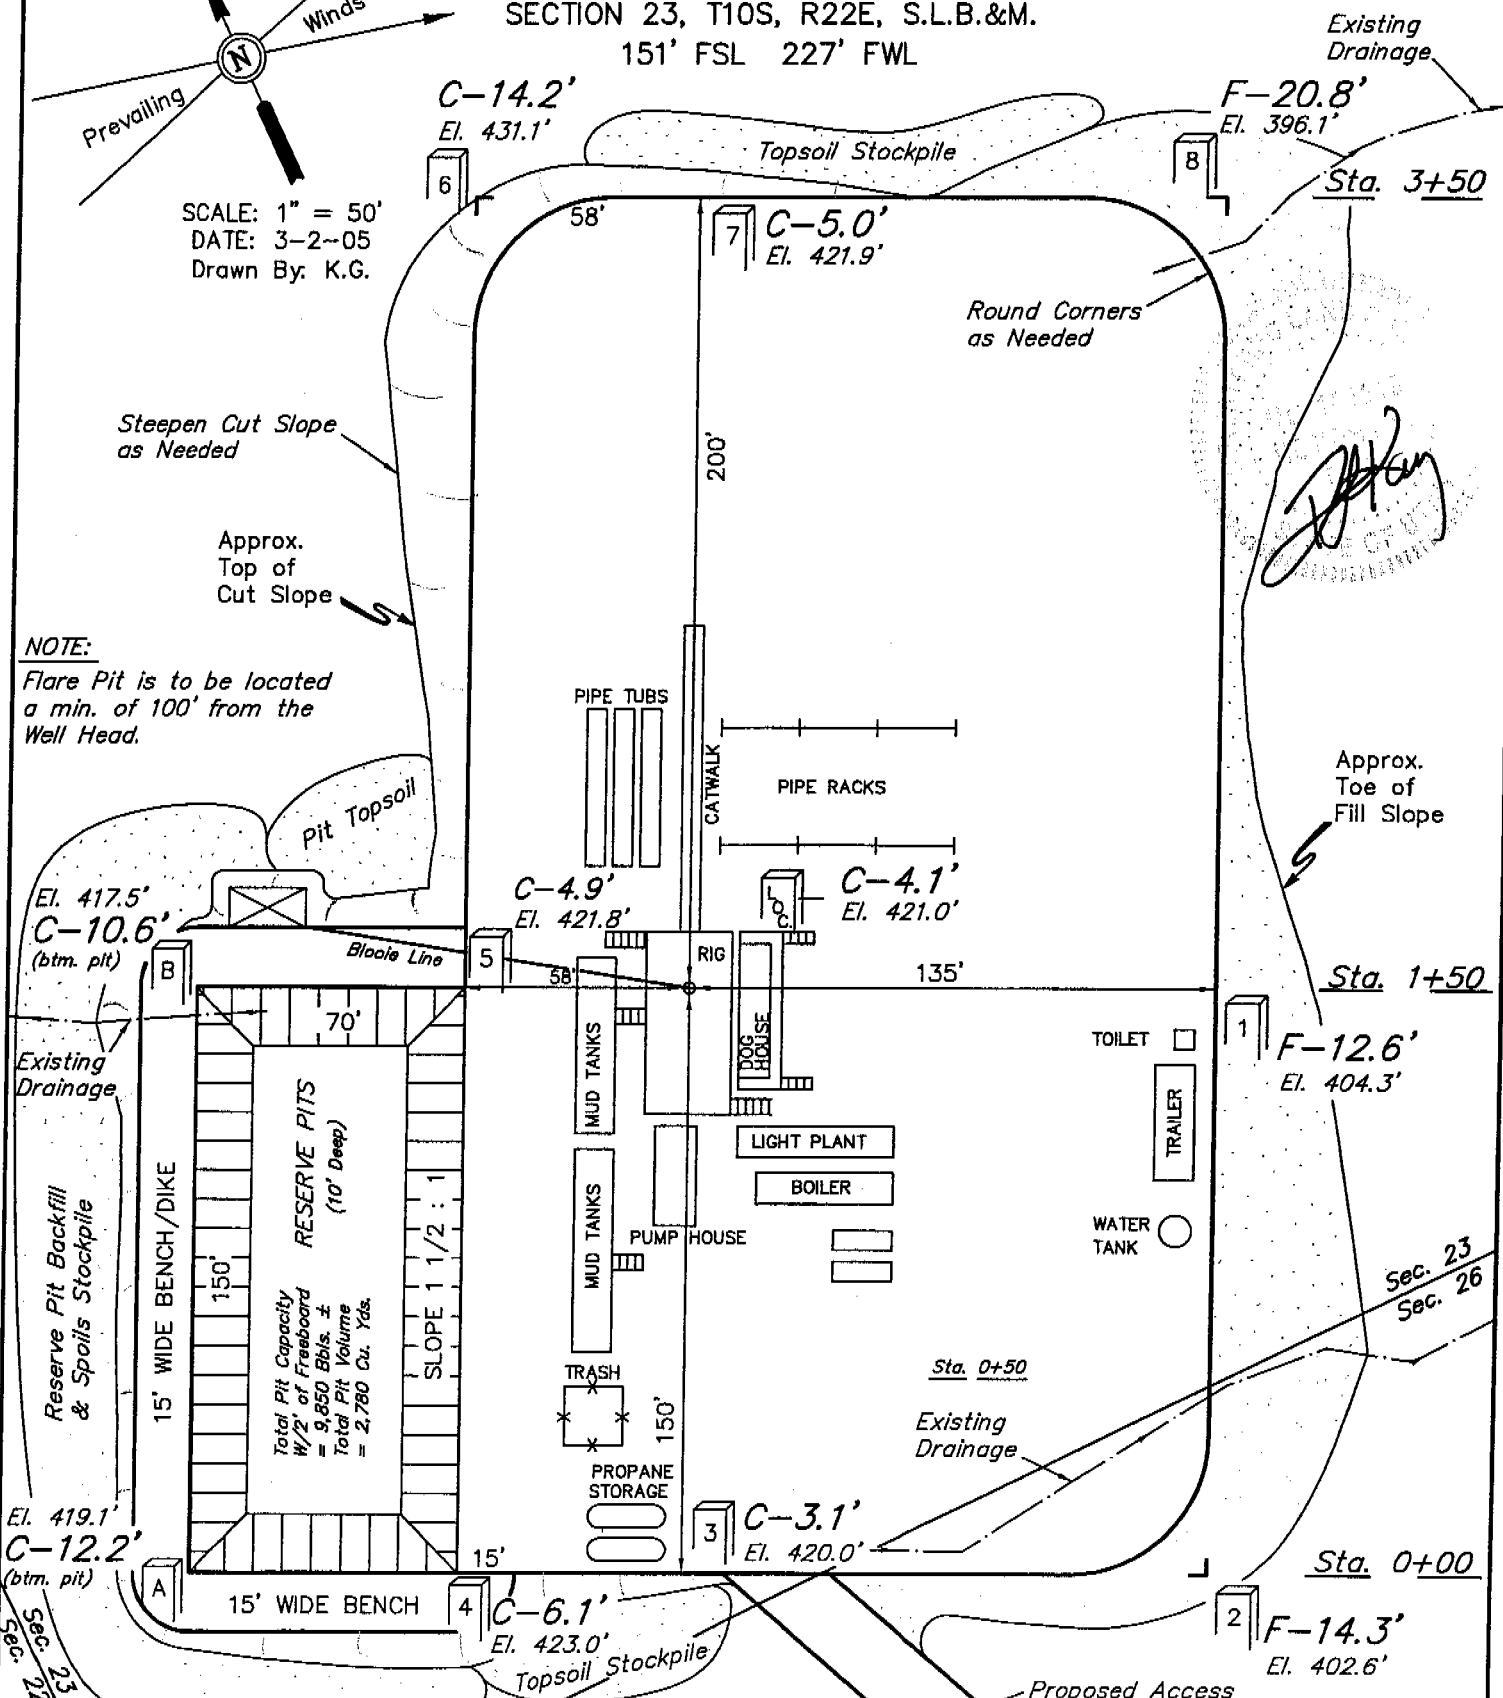 SECTION 23, T10S, R22E, S.L.B.&M.
151' FSL 227' FWL
Winds
N
Prevailing
SCALE: 1" = 50'
DATE: 3-2-05
Drawn By: K.G.
C-14.2'
El. 431.1'
6
Topsoil Stockpile
Existing
Drainage
F-20.8'
El. 396.1'
8
Sta. 3+50
58'
7
C-5.0'
El. 421.9'
Round Corners
as Needed
Steepen Cut Slope
as Needed
200'
Approx.
Top of
Cut Slope
NOTE:
Flare Pit is to be located
a min. of 100' from the
Well Head.
PIPE TUBS
CATWALK
PIPE RACKS
Approx.
Toe of
Fill Slope
Pit Topsoil
El. 417.5'
C-10.6'
(btm. pit)
B
Blooie Line
C-4.9'
El. 421.8'
5
58'
LOC.
C-4.1'
El. 421.0'
RIG
135'
Sta. 1+50
70'
Existing
Drainage
MUD TANKS
DOG
HOUSE
TOILET
1
F-12.6'
El. 404.3'
TRAILER
RESERVE PITS
(10' Deep)
LIGHT PLANT
BOILER
Reserve Pit Backfill
& Spoils Stockpile
15' WIDE BENCH/DIKE
150'
Total Pit Capacity
W/2' of Freeboard
= 9,850 Bbls. ±
Total Pit Volume
= 2,780 Cu. Yds.
SLOPE 1 1/2 : 1
MUD TANKS
PUMP HOUSE
WATER
TANK
Sec. 23
Sec. 26
Sta. 0+50
TRASH
150'
Existing
Drainage
PROPANE
STORAGE
El. 419.1'
C-12.2'
(btm. pit)
A
3
C-3.1'
El. 420.0'
15'
Sta. 0+00
15' WIDE BENCH
4
C-6.1'
El. 423.0'
2
F-14.3'
El. 402.6'
Topsoil Stockpile
Sec. 23
Sec. 22
Proposed Access